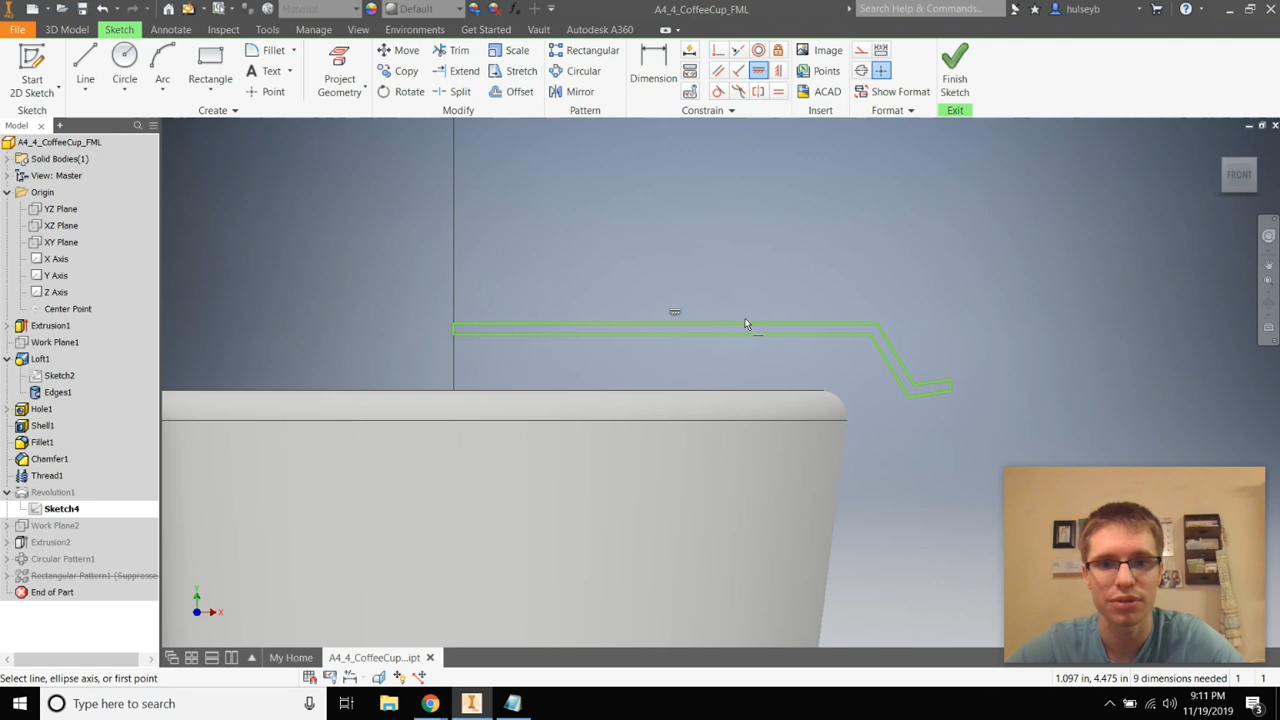 Material
Default
A4_4_CoffeeCup_FML
Search Help & Commands...
hulseyb
File
3D Model
Sketch
Annotate
Inspect
Tools
Manage
View
Environments
Get Started
Vault
Autodesk A360
Start
2D Sketch
Line
Circle
Arc
Rectangle
Fillet
Text
Point
Project
Geometry
Move
Copy
Rotate
Trim
Extend
Split
Scale
Stretch
Offset
Rectangular
Circular
Mirror
Dimension
Image
Points
ACAD
Show Format
Finish
Sketch
Sketch
Create
Modify
Pattern
Constrain
Insert
Format
Exit
Model
A4_4_CoffeeCup_FML
Solid Bodies(1)
View: Master
Origin
YZ Plane
XZ Plane
XY Plane
X Axis
Y Axis
Z Axis
Center Point
Extrusion1
Work Plane1
Loft1
Sketch2
Edges1
Hole1
Shell1
Fillet1
Chamfer1
Thread1
Revolution1
Sketch4
Work Plane2
Extrusion2
Circular Pattern1
Rectangular Pattern1 (Suppresse
End of Part
FRONT
Y
X
My Home
A4_4_CoffeeCup...ipt
Select line, ellipse axis, or first point
1.097 in, 4.475 in
9 dimensions needed
1
1
Type here to search
9:11 PM
11/19/2019
3